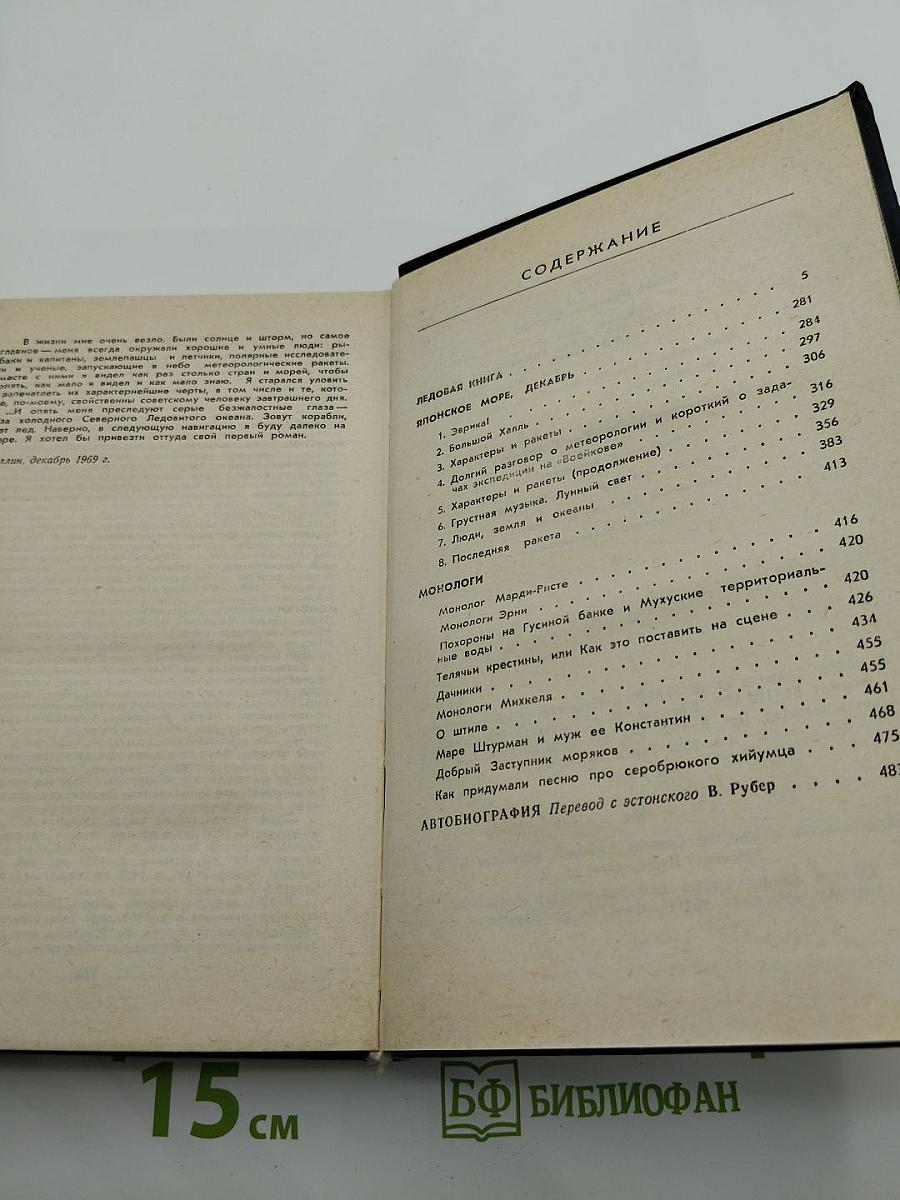 В жизни мне очень везло. Были солнце и шторм, но самое
главное — меня всегда окружали хорошие и умные люди: ры-
баки и капитаны, землепашцы и летчики, полярные исследовате-
и и ученые, запускающие в небо метеорологические ракеты.
месте с ними я видел как раз столько стран и морей, чтобы
онять, как мало я видел и как мало знаю. Я старался уловить
запечатлеть их характернейшие черты, в том числе и те, кото-
е, по-моему, свойственны советскому человеку завтрашнего дня.
...И опять меня преследуют серые безжалостные глаза —
за холодного Северного Ледовитого океана. Зовут корабли,
ет лед. Наверно, в следующую навигацию я буду далеко на
ере. Я хотел бы привезти оттуда свой первый роман.
ллин, декабрь 1969 г.
СОДЕРЖАНИЕ
ЛЕДОВАЯ КНИГА . . . . . . . . . . 5
ЯПОНСКОЕ МОРЕ, ДЕКАБРЬ . . . . . . . 281
1. Эврика! . . . . . . . . . . 284
2. Большой Халль . . . . . . . . . . 297
3. Характеры и ракеты . . . . . . . . . . 306
4. Долгий разговор о метеорологии и короткий о зада-
чах экспедиции на «Воейкове» . . . . . 316
5. Характеры и ракеты (продолжение) . . . . . 329
6. Грустная музыка. Лунный свет . . . . . . 356
7. Люди, земля и океаны . . . . . . . . 383
8. Последняя ракета . . . . . . . . . 413
МОНОЛОГИ
Монолог Марди-Ристе . . . . . . . . 416
Монологи Эрни . . . . . . . . . . 420
Похороны на Гусиной банке и Мухуские территориаль-
ные воды . . . . . . . . . . 420
Телячьи крестины, или Как это поставить на сцене . . . 426
Дачники . . . . . . . . . . 434
Монологи Михкеля . . . . . . . . . . 455
О штиле . . . . . . . . . . 455
Маре Штурман и муж ее Константин . . . . . . 461
Добрый Заступник моряков . . . . . . . . 468
Как придумали песню про серобрюкого хийумца . . . 475
АВТОБИОГРАФИЯ Перевод с эстонского В. Рубер . . . . 48
15 см
БФ БИБЛИОФАН